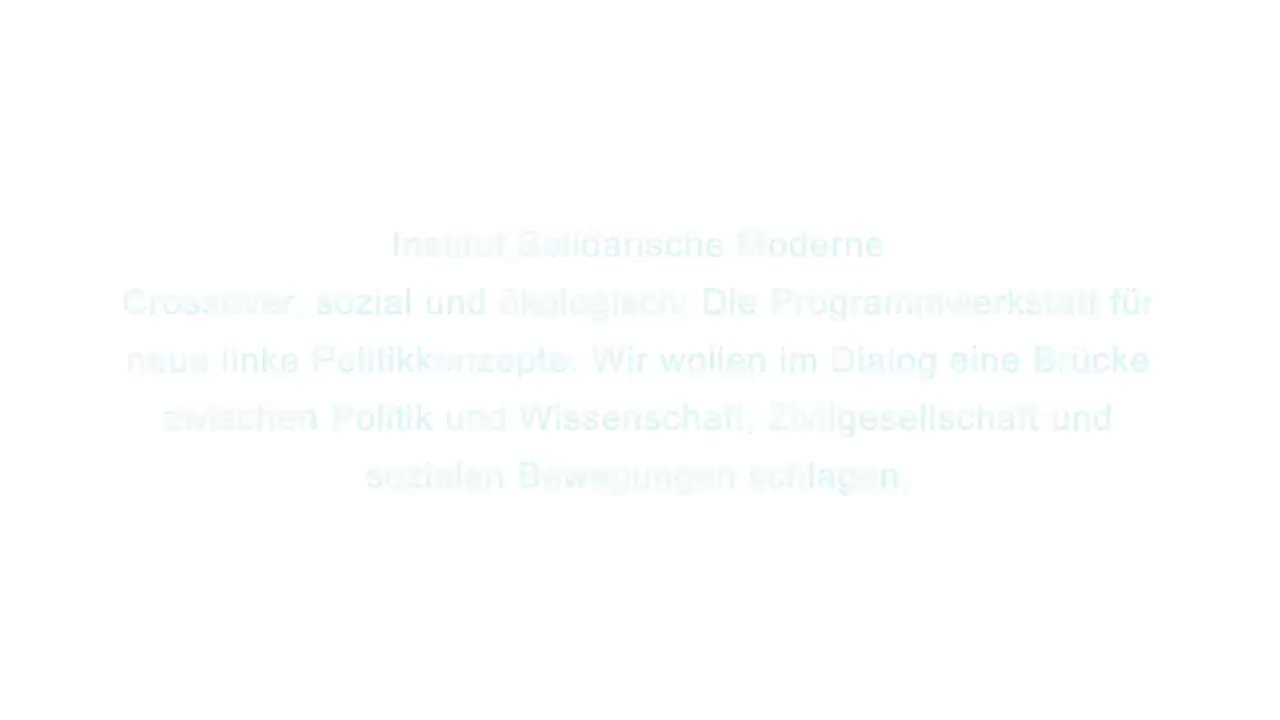 Institut Solidarische Moderne
Crossover, sozial und ökologisch: Die Programmwerkstatt für
neue linke Politikkonzepte. Wir wollen im Dialog eine Brücke
zwischen Politik und Wissenschaft, Zivilgesellschaft und
sozialen Bewegungen schlagen.